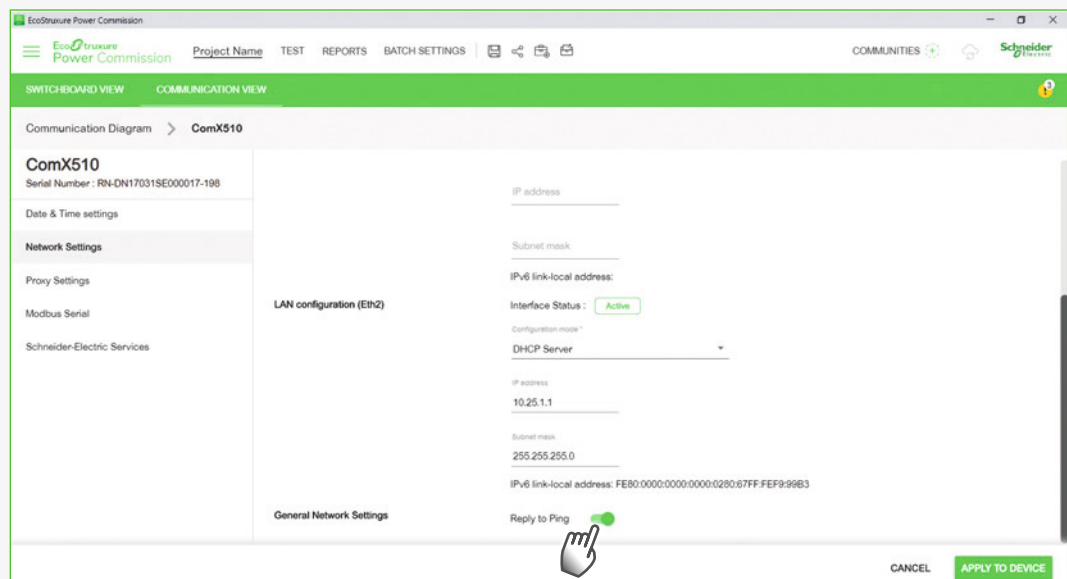 EcoStruxure Power Commission
EcoStruxure
Power Commission
Project Name TEST REPORTS BATCH SETTINGS
COMMUNITIES
Schneider
Electric
SWITCHBOARD VIEW COMMUNICATION VIEW
3
Communication Diagram > ComX510
ComX510
Serial Number : RN-DN17031SE000017-198
Date & Time settings
Network Settings
Proxy Settings
Modbus Serial
Schneider-Electric Services
IP address
Subnet mask
IPv6 link-local address:
LAN configuration (Eth2)
Interface Status : Active
Configuration mode *
DHCP Server
IP address
10.25.1.1
Subnet mask
255.255.255.0
IPv6 link-local address: FE80:0000:0000:0000:0280:67FF:FEF9:99B3
General Network Settings
Reply to Ping
CANCEL APPLY TO DEVICE